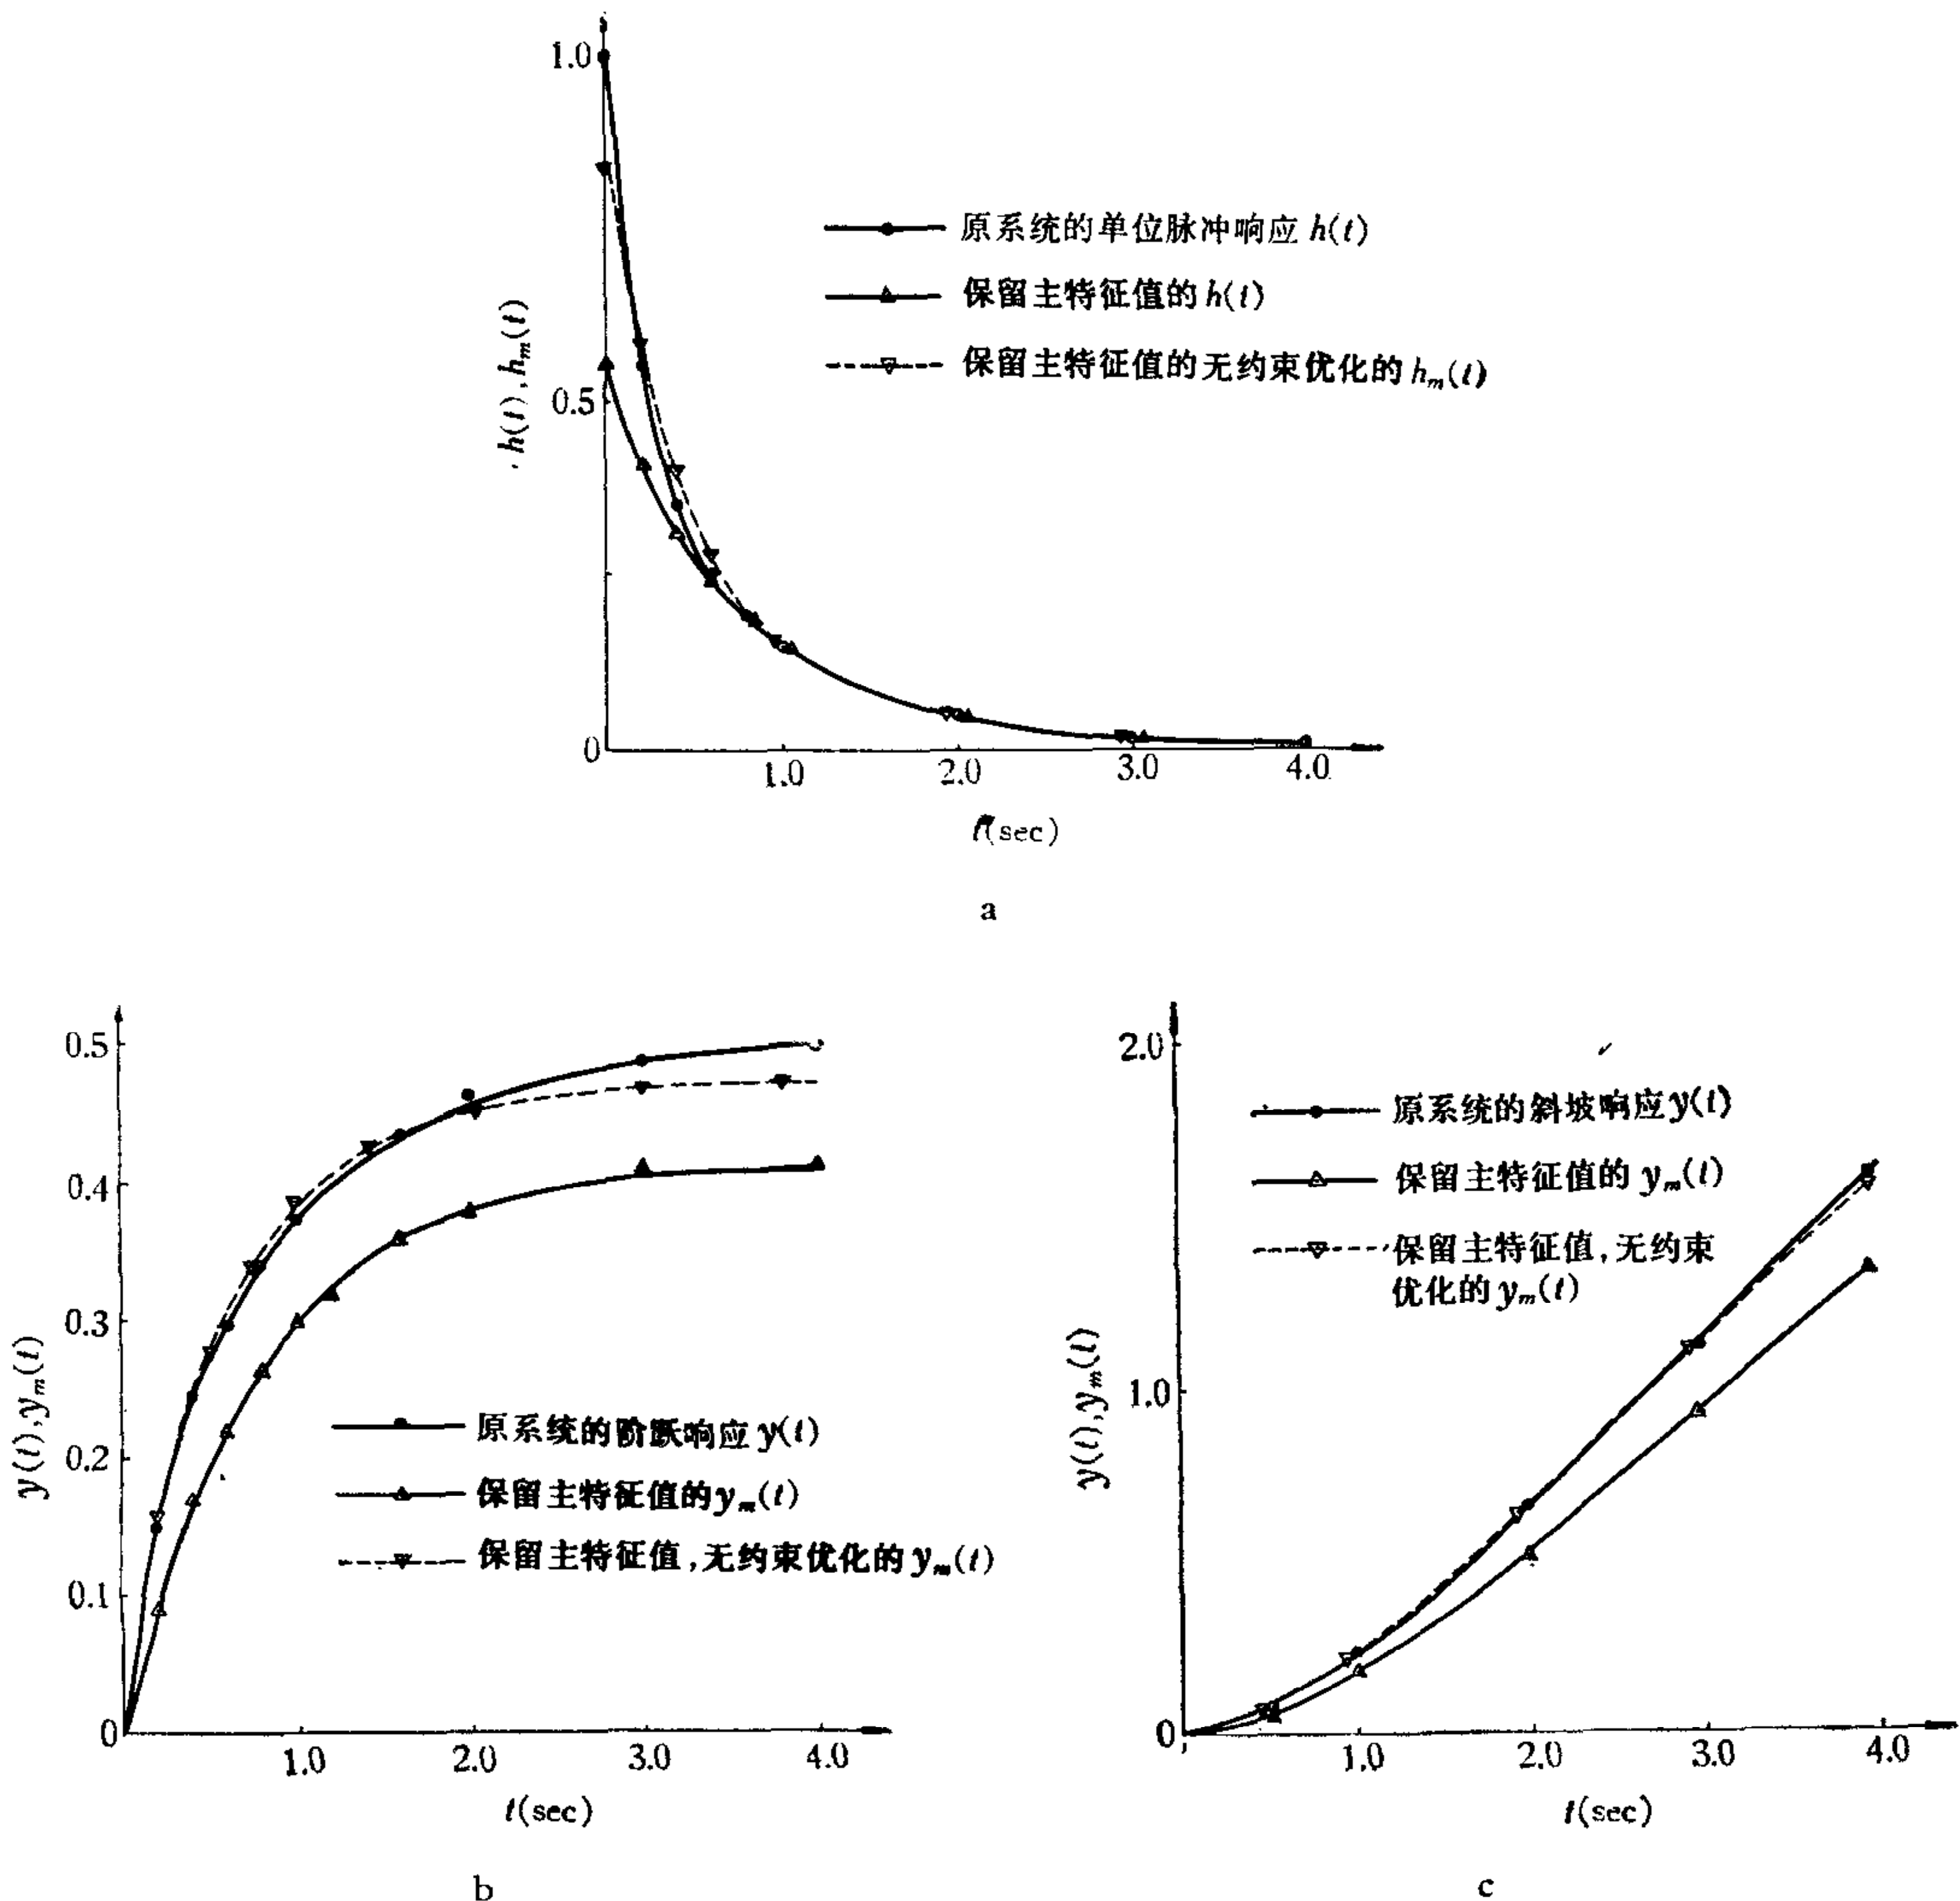 1.0
原系统的单位脉冲响应 h(t)
保留主特征值的 h(t)
保留主特征值的无约束优化的 hm(t)
h(t), hm(t)
0.5
0
1.0
2.0
3.0
4.0
t(sec)
a
0.5
0.4
0.3
0.2
0.1
0
y(t), ym(t)
原系统的阶跃响应 y(t)
保留主特征值的 ym(t)
保留主特征值,无约束优化的 ym(t)
1.0
2.0
3.0
4.0
t(sec)
b
2.0
1.0
0
y(t), ym(t)
原系统的斜坡响应 y(t)
保留主特征值的 ym(t)
保留主特征值,无约束
优化的 ym(t)
1.0
2.0
3.0
4.0
t(sec)
c